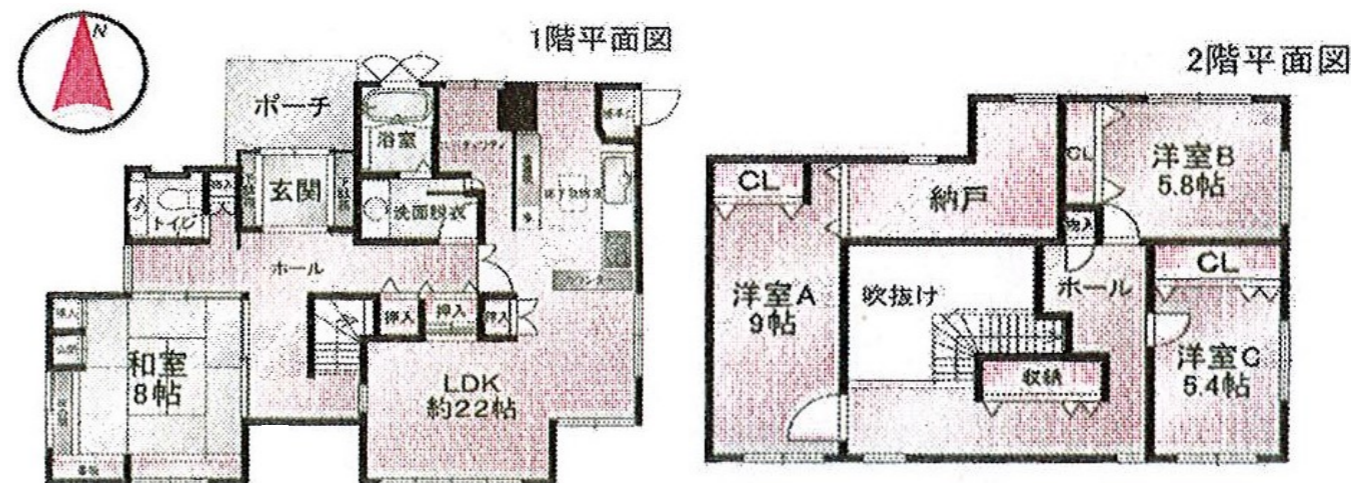 N
1階平面図
2階平面図
ポーチ
浴室
玄関
トイレ
洗面脱衣
ホール
押入
押入
押入
和室
8帖
LDK
約22帖
CL
洋室B
5.8帖
CL
納戸
物入
CL
洋室A
9帖
吹抜け
ホール
収納
洋室C
5.4帖